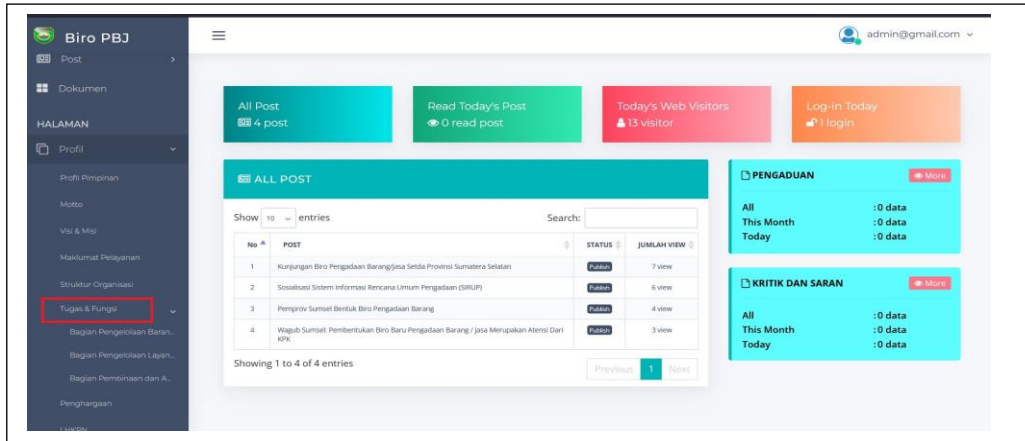 Biro PBJ
admin@gmail.com
Post
Dokumen
HALAMAN
Profil
Profil Pimpinan
Motto
Visi & Misi
Maklumat Pelayanan
Struktur Organisasi
Tugas & Fungsi
Bagian Pengelolaan Baran...
Bagian Pengelolaan Layan...
Bagian Pembinaan dan A...
Penghargaan
LHKPN
All Post
4 post
Read Today's Post
0 read post
Today's Web Visitors
13 visitor
Log-in Today
1 login
ALL POST
Show 10 entries
Search:
No POST STATUS JUMLAH VIEW
1 Kunjungan Biro Pengadaan Barang/jasa Setda Provinsi Sumatera Selatan Publish 7 view
2 Sosialisasi Sistem Informasi Rencana Umum Pengadaan (SIRUP) Publish 6 view
3 Pemprov Sumsel Bentuk Biro Pengadaan Barang Publish 4 view
4 Wagub Sumsel: Pembentukan Biro Baru Pengadaan Barang / Jasa Merupakan Atensi Dari
KPK Publish 3 view
Showing 1 to 4 of 4 entries
Previous 1 Next
PENGADUAN More
All : 0 data
This Month : 0 data
Today : 0 data
KRITIK DAN SARAN More
All : 0 data
This Month : 0 data
Today : 0 data